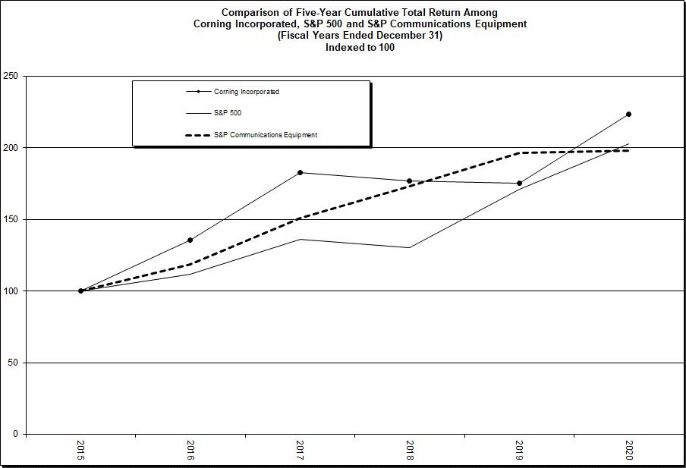 Comparison of Five-Year Cumulative Total Return Among
Corning Incorporated, S&P 500 and S&P Communications Equipment
(Fiscal Years Ended December 31)
Indexed to 100
250
200
150
100
50
0
Corning Incorporated
S&P 500
S&P Communications Equipment
2015
2016
2017
2018
2019
2020